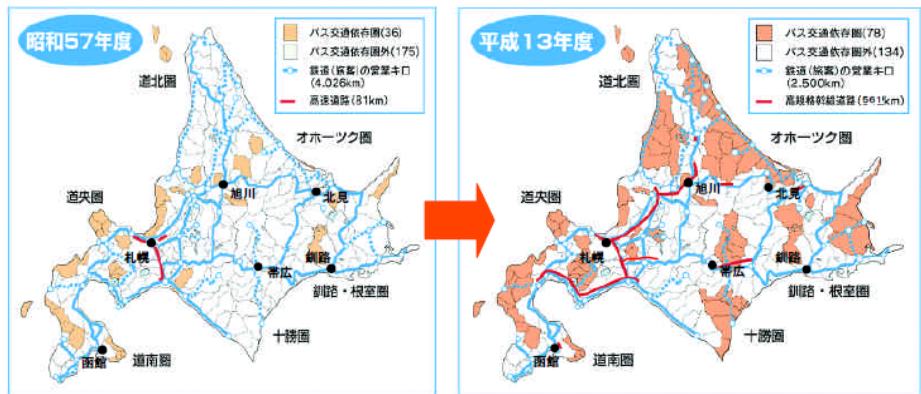 昭和57年度
バス交通依存圏(36)
バス交通依存圏外(175)
鉄道(旅客)の営業キロ
(4.026km)
高速道路(81km)
道北圏
オホーツク圏
道央圏
旭川
北見
札幌
帯広
釧路
釧路・根室圏
十勝圏
函館
道南圏
平成13年度
バス交通依存圏(78)
バス交通依存圏外(134)
鉄道(旅客)の営業キロ
(2.500km)
高規格幹線道路(561km)
道北圏
オホーツク圏
道央圏
旭川
北見
札幌
帯広
釧路
釧路・根室圏
十勝圏
函館
道南圏